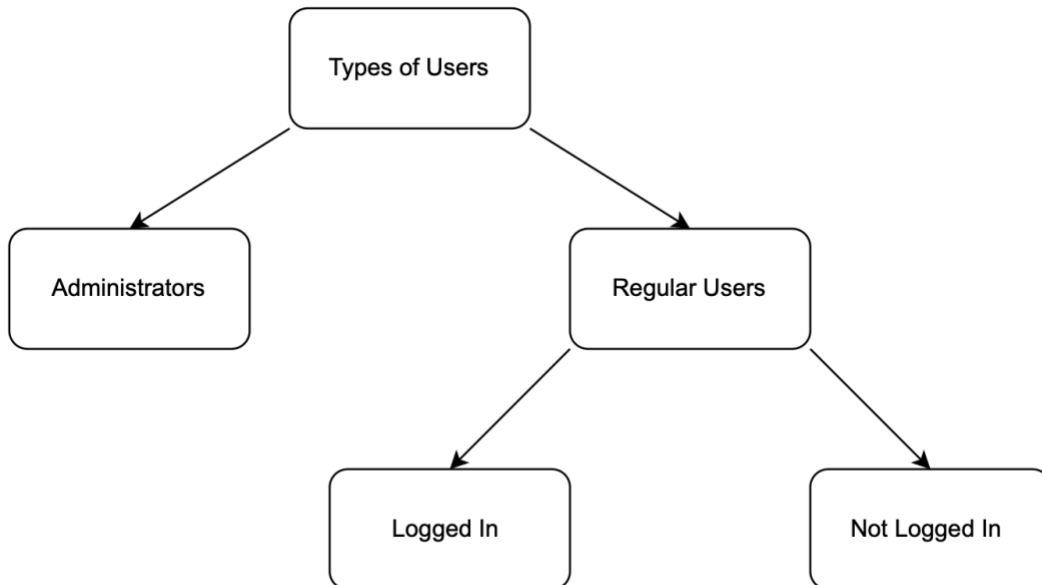 Types of Users
Administrators
Regular Users
Logged In
Not Logged In